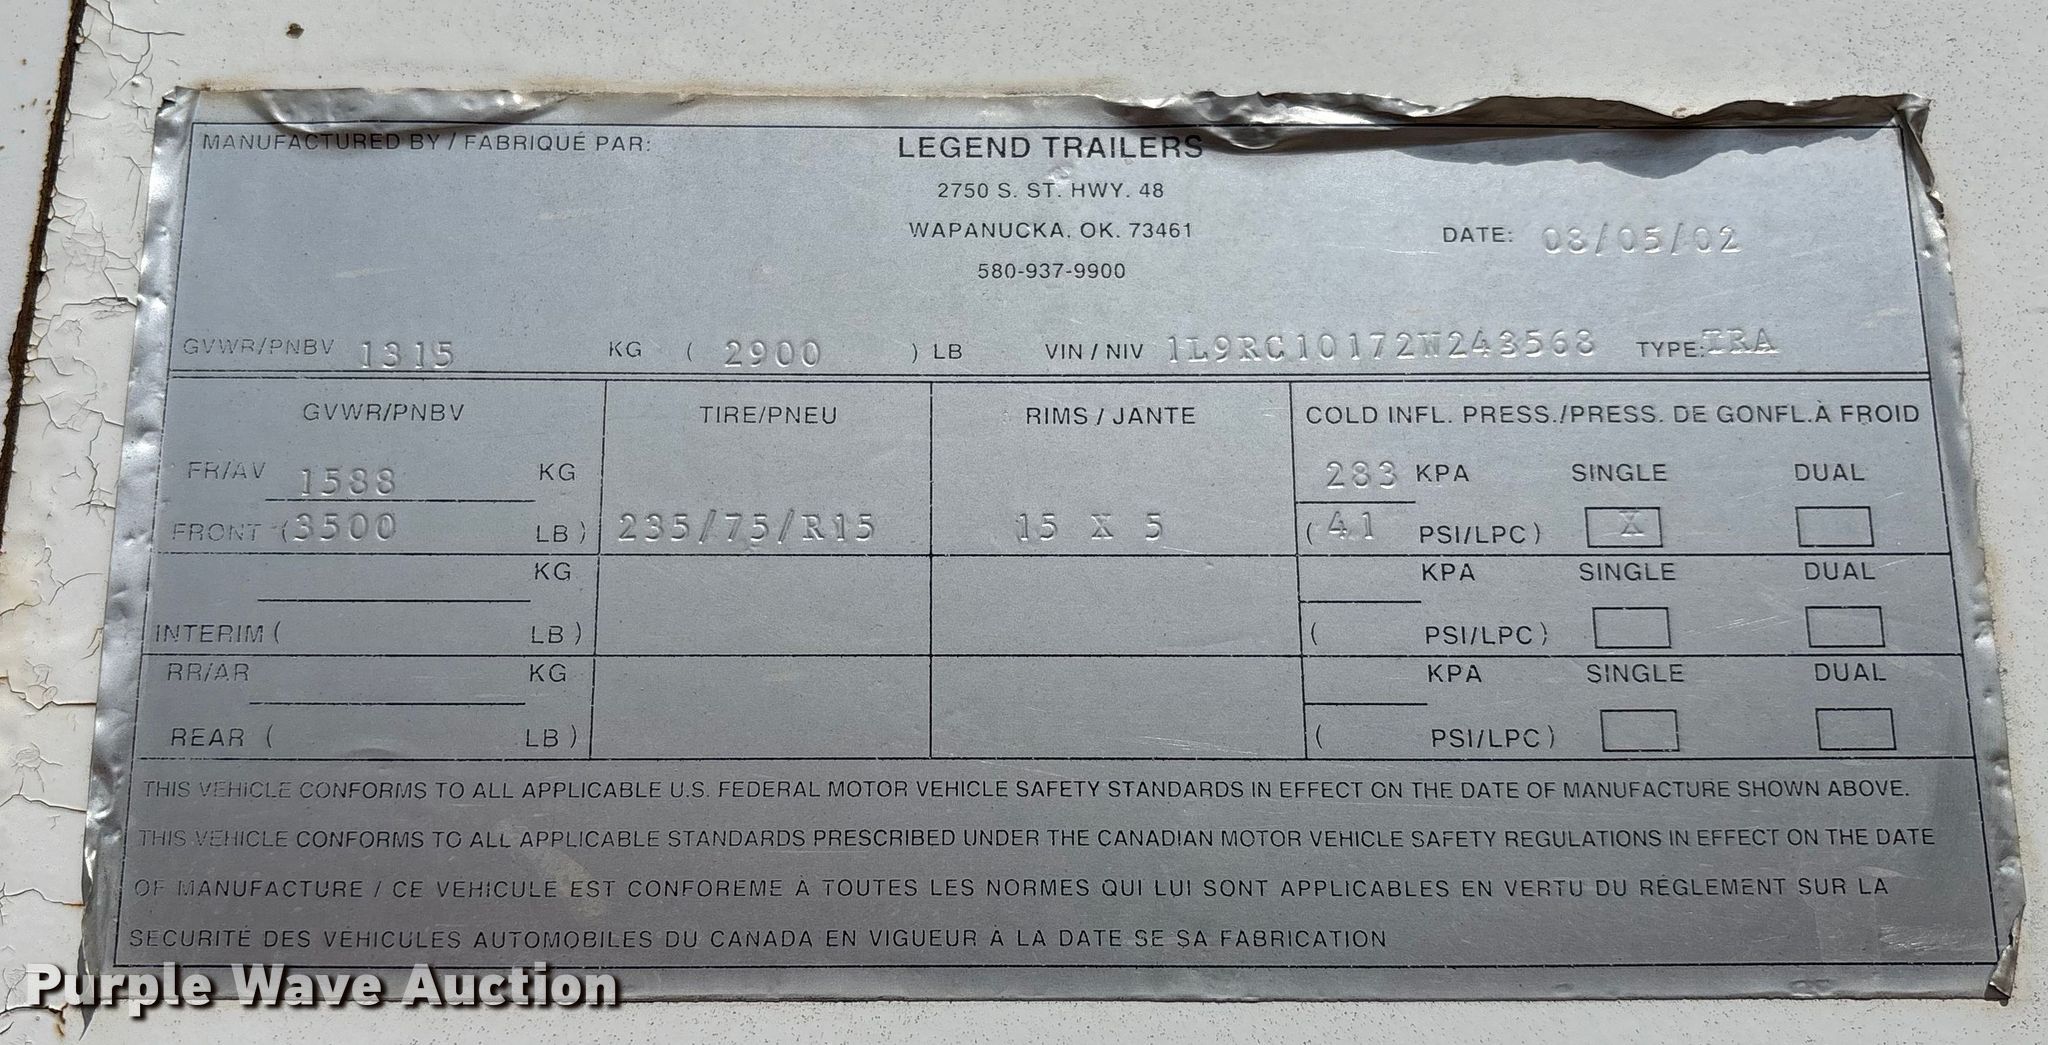 MANUFACTURED BY / FABRIQUÉ PAR: LEGEND TRAILERS
2750 S. ST. HWY. 48
WAPANUCKA, OK. 73461
DATE: 08/05/02
580-937-9900
GVWR/PNBV 1315 KG ( 2900 ) LB VIN / NIV 1L9RC10172W243568 TYPE: TRA
GVWR/PNBV TIRE/PNEU RIMS / JANTE COLD INFL. PRESS./PRESS. DE GONFL.À FROID
FR/AV 1588 KG 283 KPA SINGLE DUAL
FRONT (3500 LB ) 235/75/R15 15 X 5 ( 41 PSI/LPC ) X
KG KPA SINGLE DUAL
INTERIM ( LB ) ( PSI/LPC )
RR/AR KG KPA SINGLE DUAL
REAR ( LB ) ( PSI/LPC )
THIS VEHICLE CONFORMS TO ALL APPLICABLE U.S. FEDERAL MOTOR VEHICLE SAFETY STANDARDS IN EFFECT ON THE DATE OF MANUFACTURE SHOWN ABOVE.
THIS VEHICLE CONFORMS TO ALL APPLICABLE STANDARDS PRESCRIBED UNDER THE CANADIAN MOTOR VEHICLE SAFETY REGULATIONS IN EFFECT ON THE DATE
OF MANUFACTURE / CE VÉHICULE EST CONFOREME À TOUTES LES NORMES QUI LUI SONT APPLICABLES EN VERTU DU RÈGLEMENT SUR LA
SÉCURITÉ DES VÉHICULES AUTOMOBILES DU CANADA EN VIGUEUR À LA DATE SE SA FABRICATION
Purple Wave Auction